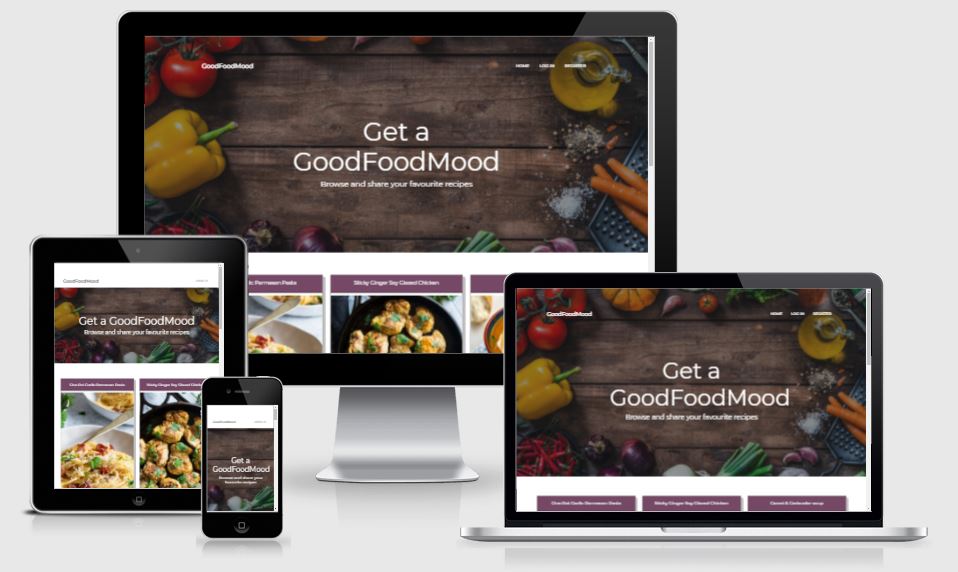 GoodFoodMood
HOME LOG IN REGISTER
Get a
GoodFoodMood
Browse and share your favourite recipes
Parmesan Pasta
Sticky Ginger Soy Glazed Chicken
GoodFoodMood
Get a GoodFoodMood
Browse and share your favourite recipes
One Pot Garlic Parmesan Pasta
Sticky Ginger Soy Glazed
GoodFoodMood
Get a
GoodFoodMood
Browse and share your
favourite recipes
GoodFoodMood
HOME LOG IN REGISTER
Get a
GoodFoodMood
Browse and share your favourite recipes
One Pot Garlic Parmesan Pasta
Sticky Ginger Soy Glazed Chicken
Carrot & Coriander soup